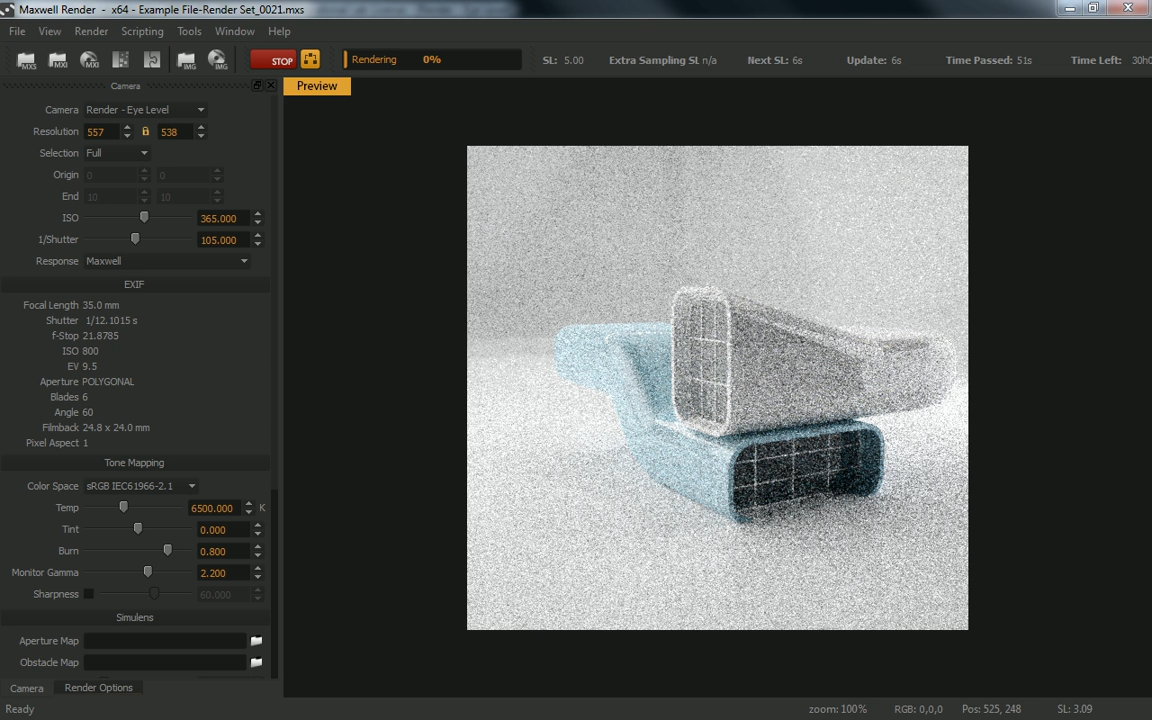 Maxwell Render - x64 - Example File-Render Set_0021.mxs
File View Render Scripting Tools Window Help
MXS MXI MXI IMG IMG STOP Rendering 0% SL: 5.00 Extra Sampling SL n/a Next SL: 6s Update: 6s Time Passed: 51s Time Left: 30h0
Camera
Preview
Camera Render - Eye Level
Resolution 557 538
Selection Full
Origin 0 0
End 10 10
ISO 365.000
1/Shutter 105.000
Response Maxwell
EXIF
Focal Length 35.0 mm
Shutter 1/12.1015 s
f-Stop 21.8785
ISO 800
EV 9.5
Aperture POLYGONAL
Blades 6
Angle 60
Filmback 24.8 x 24.0 mm
Pixel Aspect 1
Tone Mapping
Color Space sRGB IEC61966-2.1
Temp 6500.000 K
Tint 0.000
Burn 0.800
Monitor Gamma 2.200
Sharpness 60.000
Simulens
Aperture Map
Obstacle Map
Camera Render Options
Ready zoom: 100% RGB: 0,0,0 Pos: 525, 248 SL: 3.09